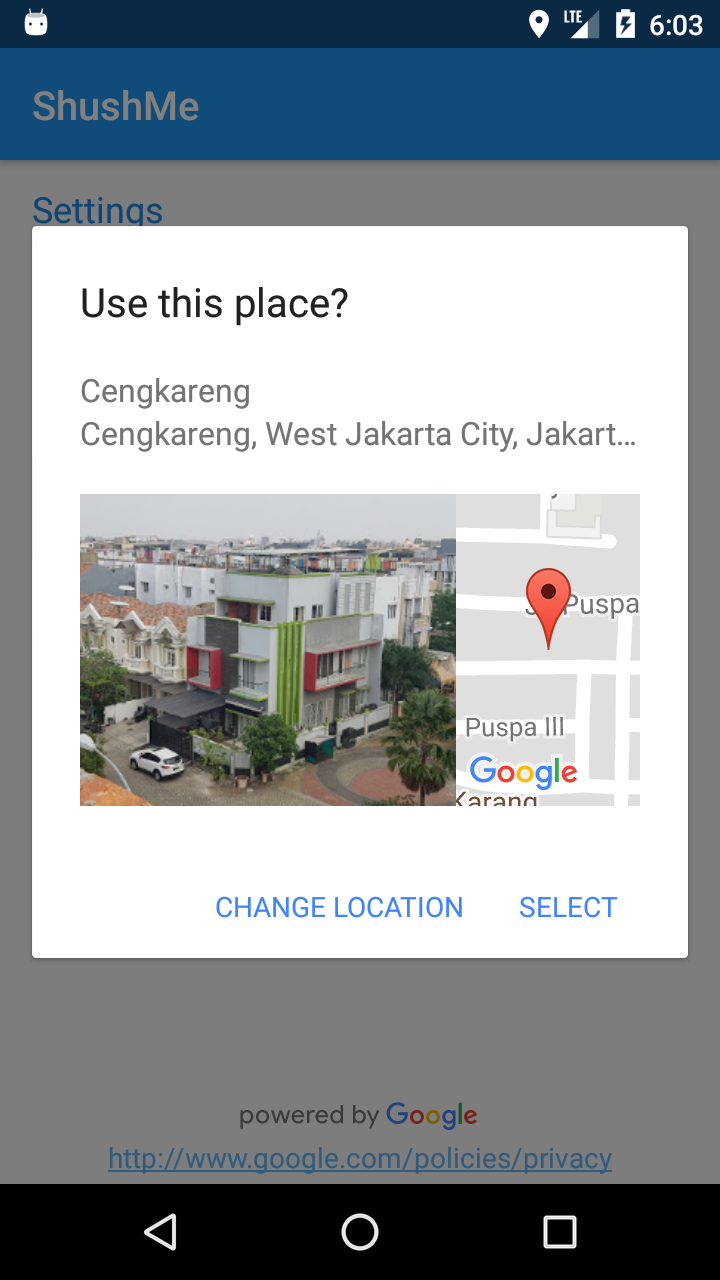 LTE 6:03
ShushMe
Settings
Use this place?
Cengkareng
Cengkareng, West Jakarta City, Jakart...
Puspa
Puspa III
Google
Karang
CHANGE LOCATION SELECT
powered by Google
http://www.google.com/policies/privacy